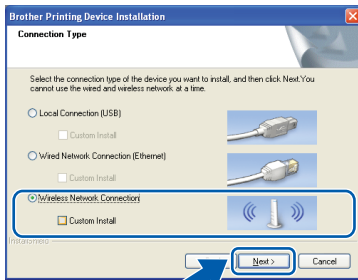 Brother Printing Device Installation
Connection Type
Select the connection type of the device you want to install, and then click Next.You
cannot use the wired and wireless network at a time.
Local Connection (USB)
Custom Install
Wired Network Connection (Ethernet)
Custom Install
Wireless Network Connection
Custom Install
InstallShield
Next >
Cancel